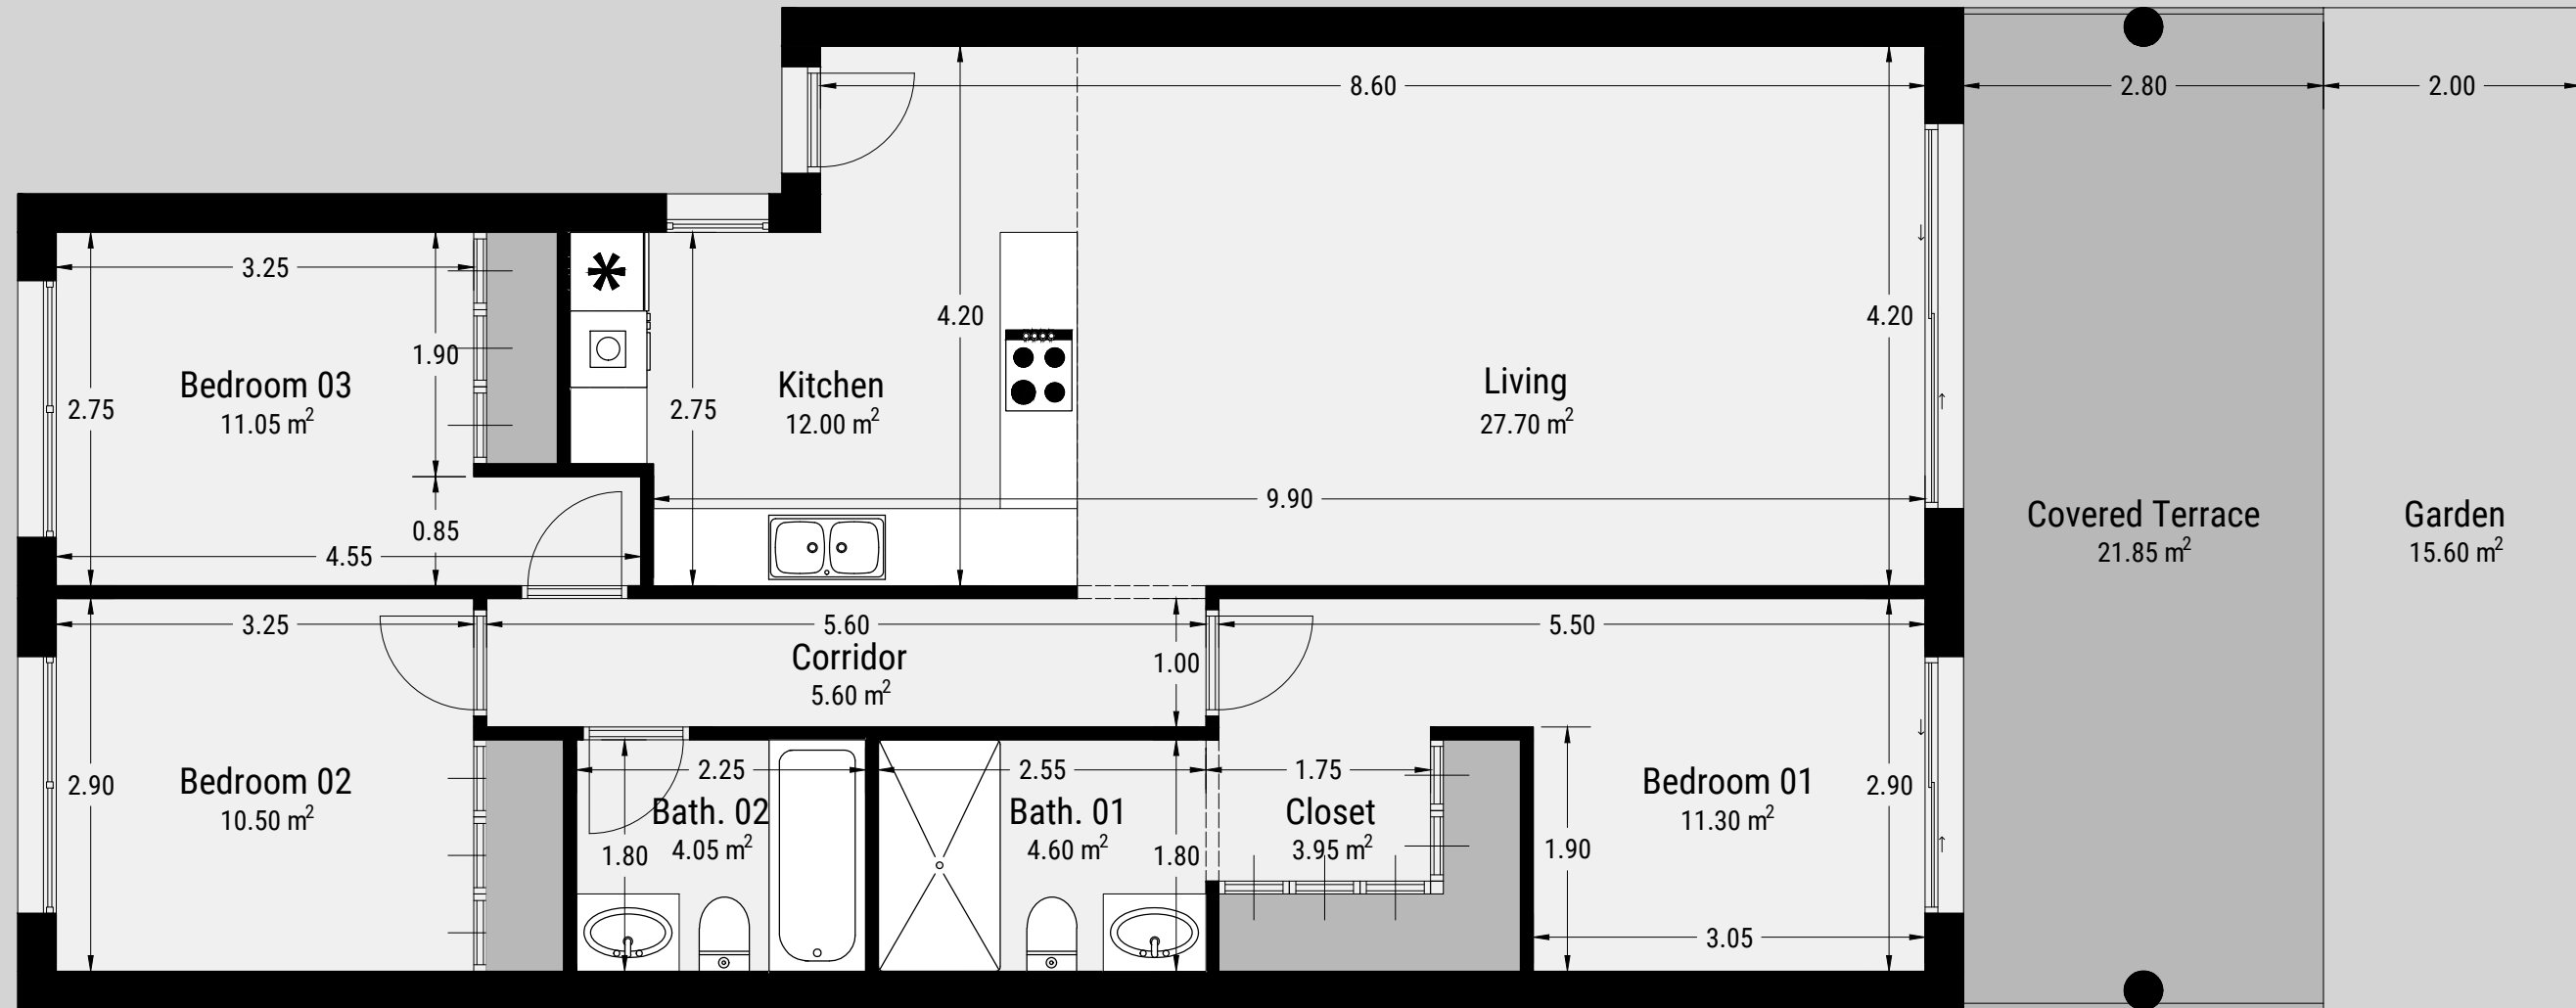 8.60
2.80
2.00
3.25
1.90
2.75
Bedroom 03
11.05 m²
0.85
4.55
2.75
Kitchen
12.00 m²
4.20
9.90
Living
27.70 m²
4.20
Covered Terrace
21.85 m²
Garden
15.60 m²
3.25
2.90
Bedroom 02
10.50 m²
5.60
Corridor
5.60 m²
1.00
5.50
2.25
Bath. 02
4.05 m²
1.80
2.55
Bath. 01
4.60 m²
1.80
1.75
Closet
3.95 m²
1.90
Bedroom 01
11.30 m²
2.90
3.05